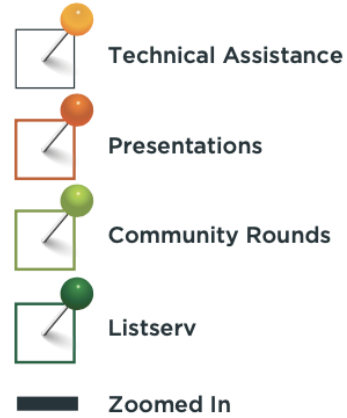 Technical Assistance
Presentations
Community Rounds
Listserv
Zoomed In